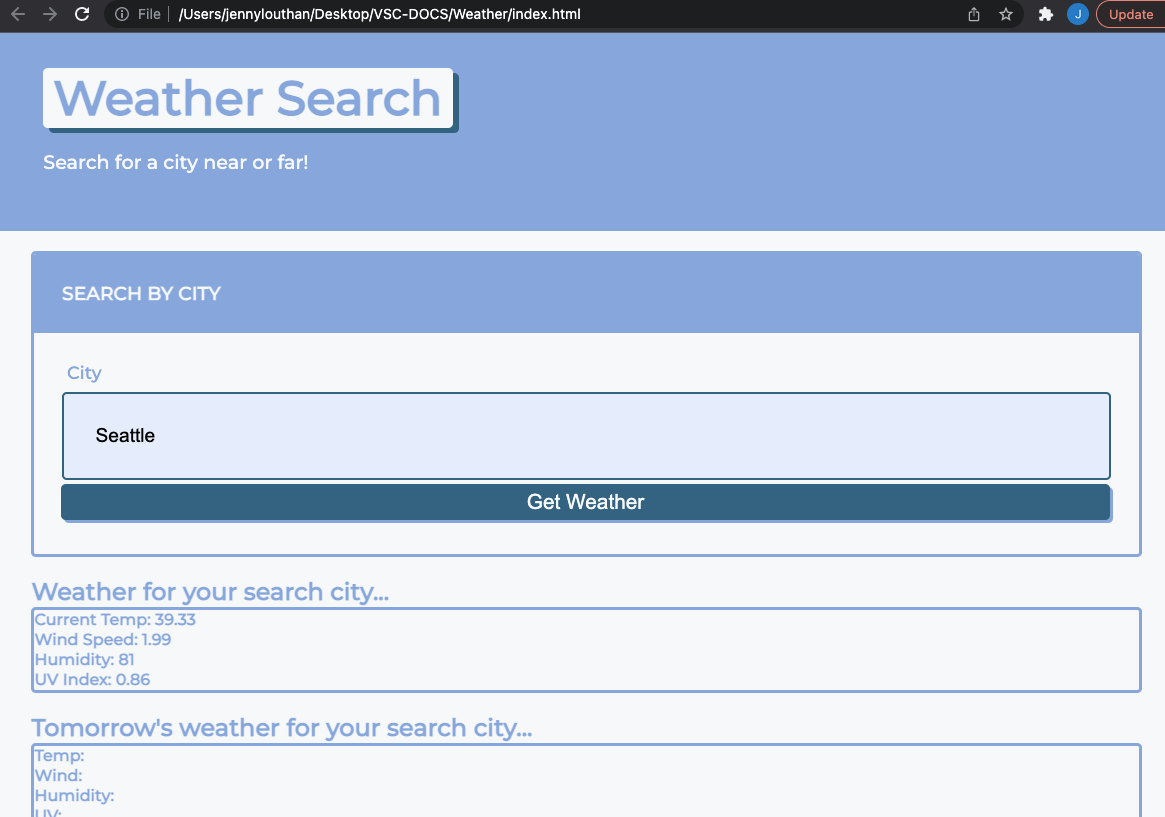 File /Users/jennylouthan/Desktop/VSC-DOCS/Weather/index.html J Update
Weather Search
Search for a city near or far!
SEARCH BY CITY
City
Seattle
Get Weather
Weather for your search city...
Current Temp: 39.33
Wind Speed: 1.99
Humidity: 81
UV Index: 0.86
Tomorrow's weather for your search city...
Temp:
Wind:
Humidity:
UV: